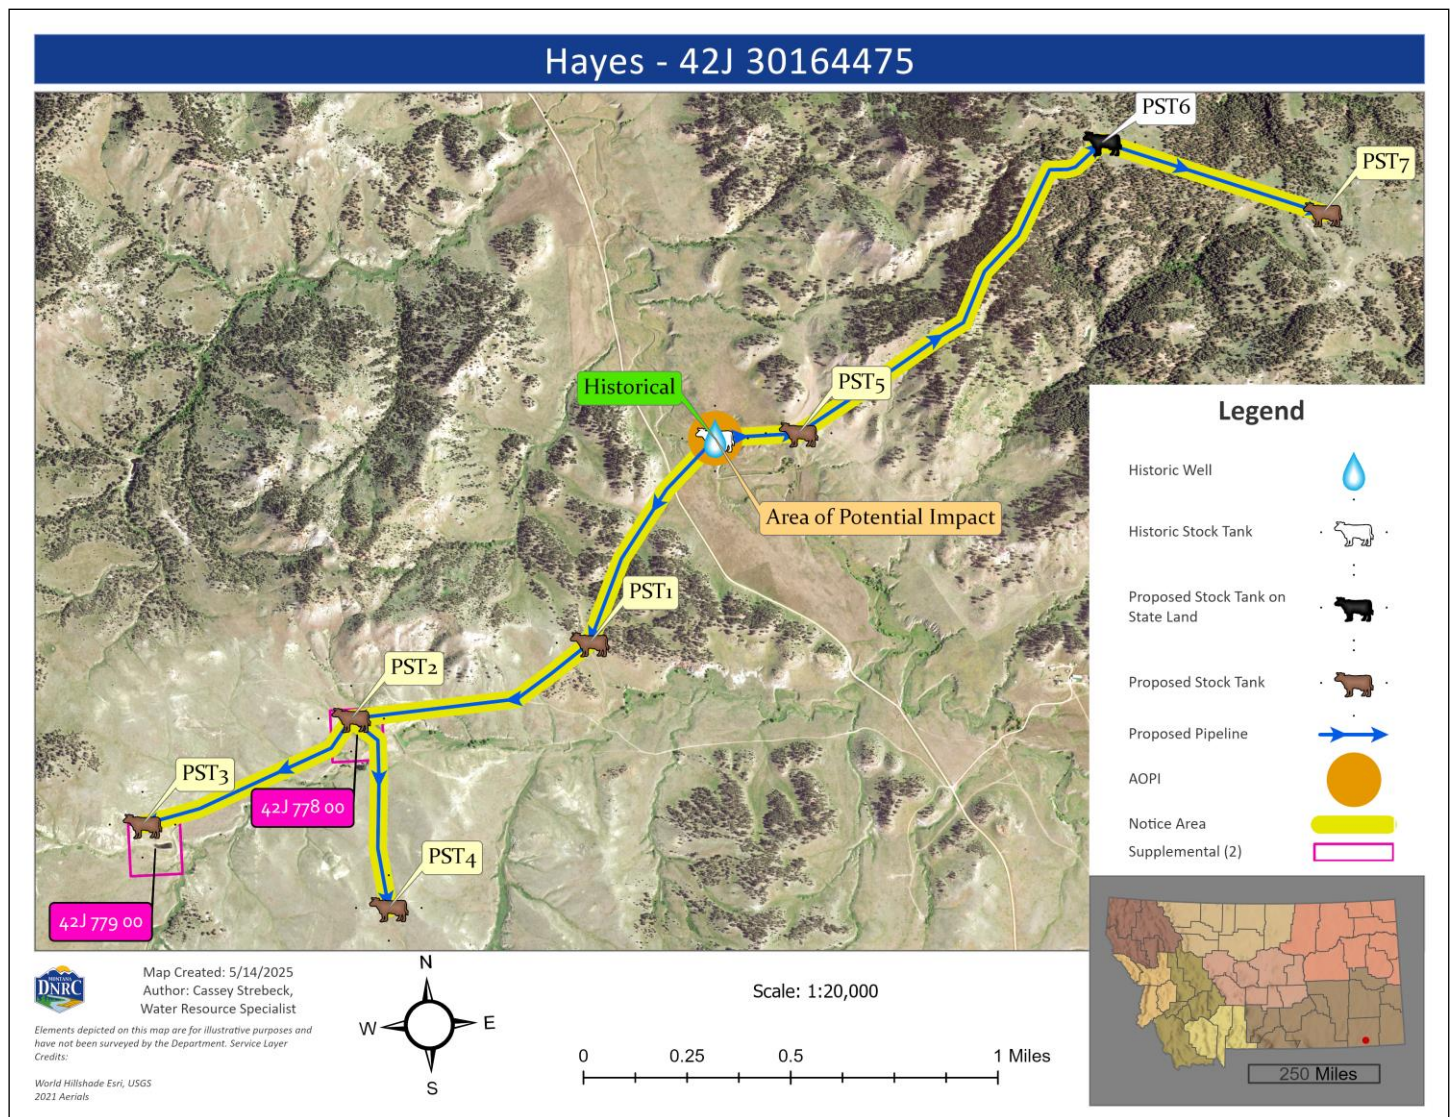 Hayes - 42J 30164475
PST6
PST7
Historical
PST5
Area of Potential Impact
PST1
PST2
PST3
42J 778 00
PST4
42J 779 00
Legend
Historic Well
Historic Stock Tank
Proposed Stock Tank on
State Land
Proposed Stock Tank
Proposed Pipeline
AOPI
Notice Area
Supplemental (2)
MONTANA
DNRC
Map Created: 5/14/2025
Author: Cassey Strebeck,
Water Resource Specialist
Elements depicted on this map are for illustrative purposes and
have not been surveyed by the Department. Service Layer
Credits:
World Hillshade Esri, USGS
2021 Aerials
N
W
E
S
Scale: 1:20,000
0 0.25 0.5 1 Miles
250 Miles